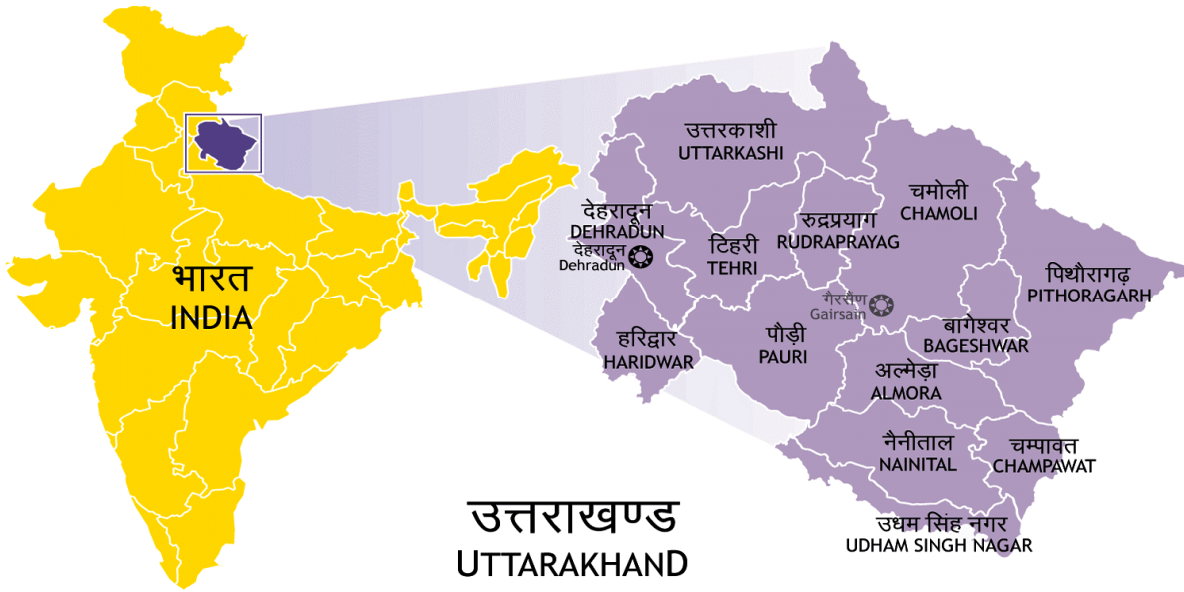 भारत
INDIA
उत्तरकाशी
UTTARKASHI
चमोली
CHAMOLI
देहरादून
DEHRADUN
देहरादून
Dehradun
टिहरी
TEHRI
रुद्रप्रयाग
RUDRAPRAYAG
पिथौरागढ़
PITHORAGARH
गैरसैंण
Gairsain
हरिद्वार
HARIDWAR
पौड़ी
PAURI
बागेश्वर
BAGESHWAR
अल्मेड़ा
ALMORA
नैनीताल
NAINITAL
चम्पावत
CHAMPAWAT
उधम सिंह नगर
UDHAM SINGH NAGAR
उत्तराखण्ड
UTTARAKHAND